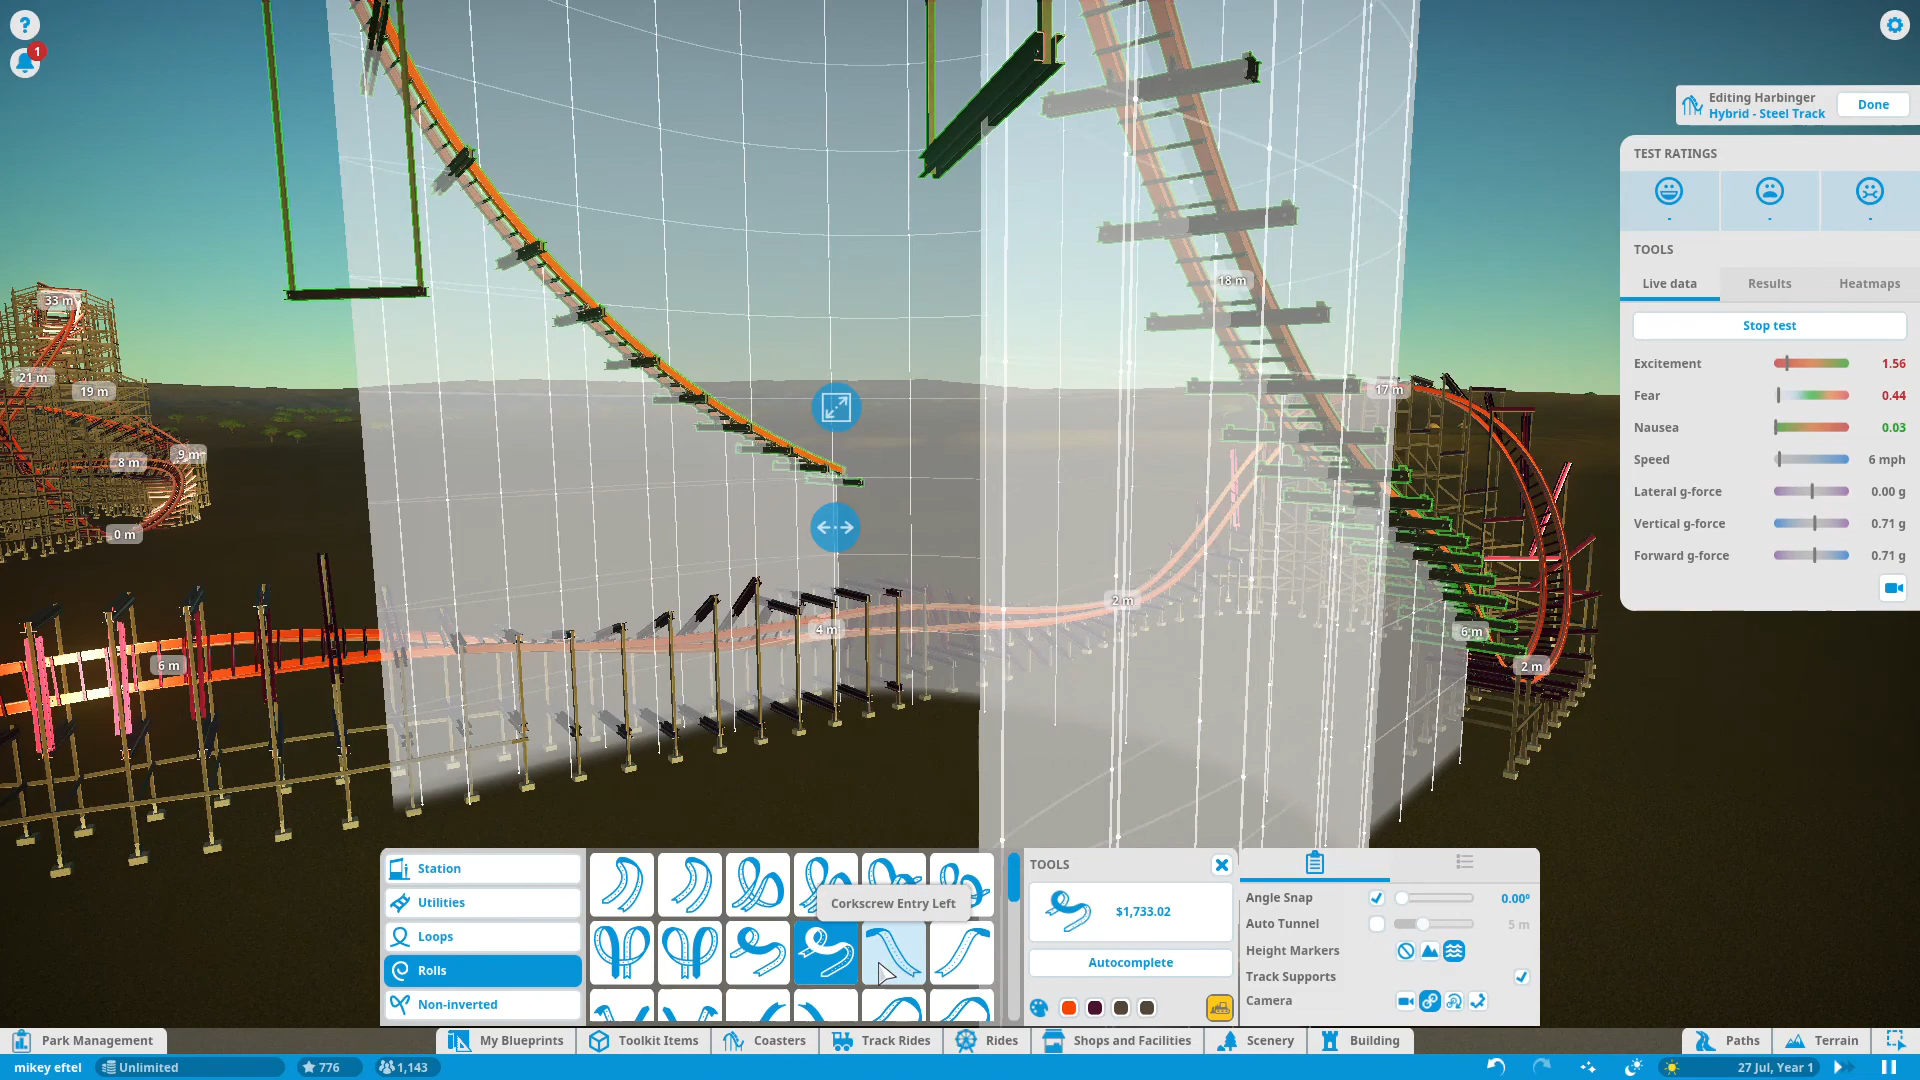 ?
1
Editing Harbinger
Hybrid - Steel Track
Done
TEST RATINGS
-
-
-
TOOLS
Live data
Results
Heatmaps
Stop test
Excitement
1.56
Fear
0.44
Nausea
0.03
Speed
6 mph
Lateral g-force
0.00 g
Vertical g-force
0.71 g
Forward g-force
0.71 g
33 m
21 m
19 m
9 m
8 m
0 m
18 m
17 m
2 m
4 m
6 m
6 m
2 m
Station
Utilities
Loops
Rolls
Non-inverted
Corkscrew Entry Left
TOOLS
$1,733.02
Autocomplete
Angle Snap
0.00°
Auto Tunnel
5 m
Height Markers
Track Supports
Camera
Park Management
My Blueprints
Toolkit Items
Coasters
Track Rides
Rides
Shops and Facilities
Scenery
Building
Paths
Terrain
mikey eftel
Unlimited
776
1,143
27 Jul, Year 1